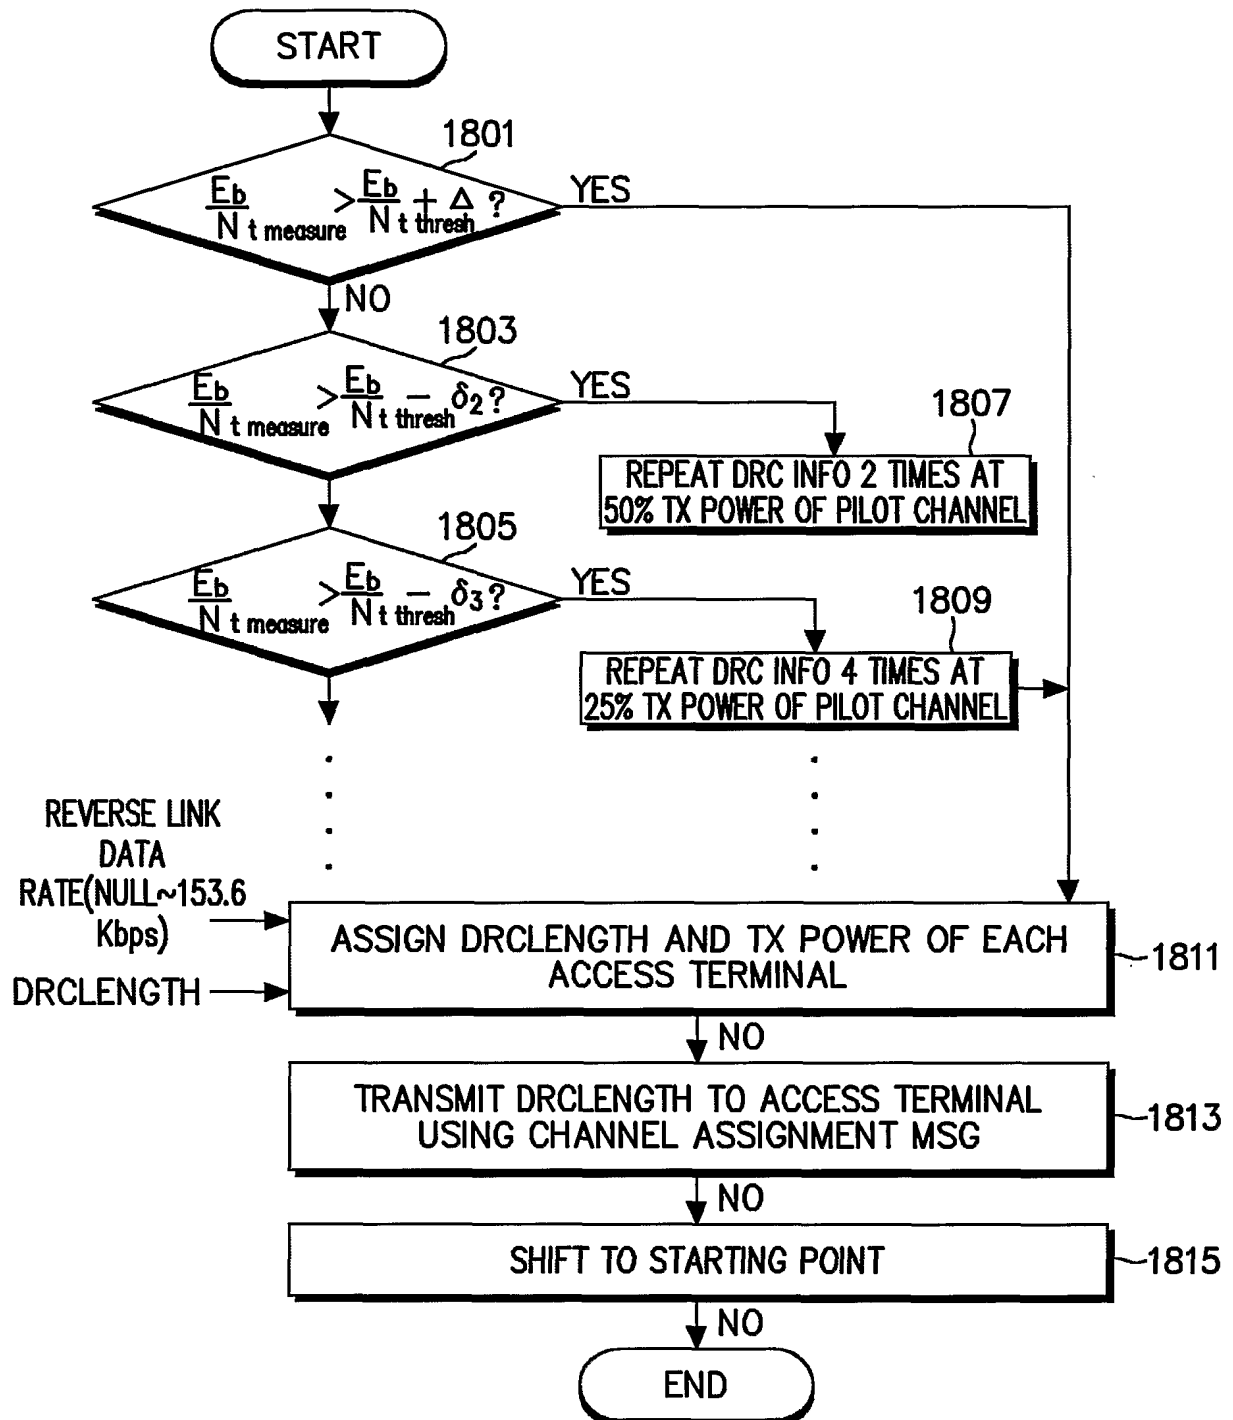 START
1801
Eb/Nt measure > Eb/Nt thresh + Δ ?
YES
NO
1803
Eb/Nt measure > Eb/Nt thresh − δ2 ?
YES
1807
REPEAT DRC INFO 2 TIMES AT
50% TX POWER OF PILOT CHANNEL
1805
Eb/Nt measure > Eb/Nt thresh − δ3 ?
YES
1809
REPEAT DRC INFO 4 TIMES AT
25% TX POWER OF PILOT CHANNEL
REVERSE LINK
DATA
RATE(NULL~153.6
Kbps)
DRCLENGTH
ASSIGN DRCLENGTH AND TX POWER OF EACH
ACCESS TERMINAL
1811
NO
TRANSMIT DRCLENGTH TO ACCESS TERMINAL
USING CHANNEL ASSIGNMENT MSG
1813
NO
SHIFT TO STARTING POINT
1815
NO
END